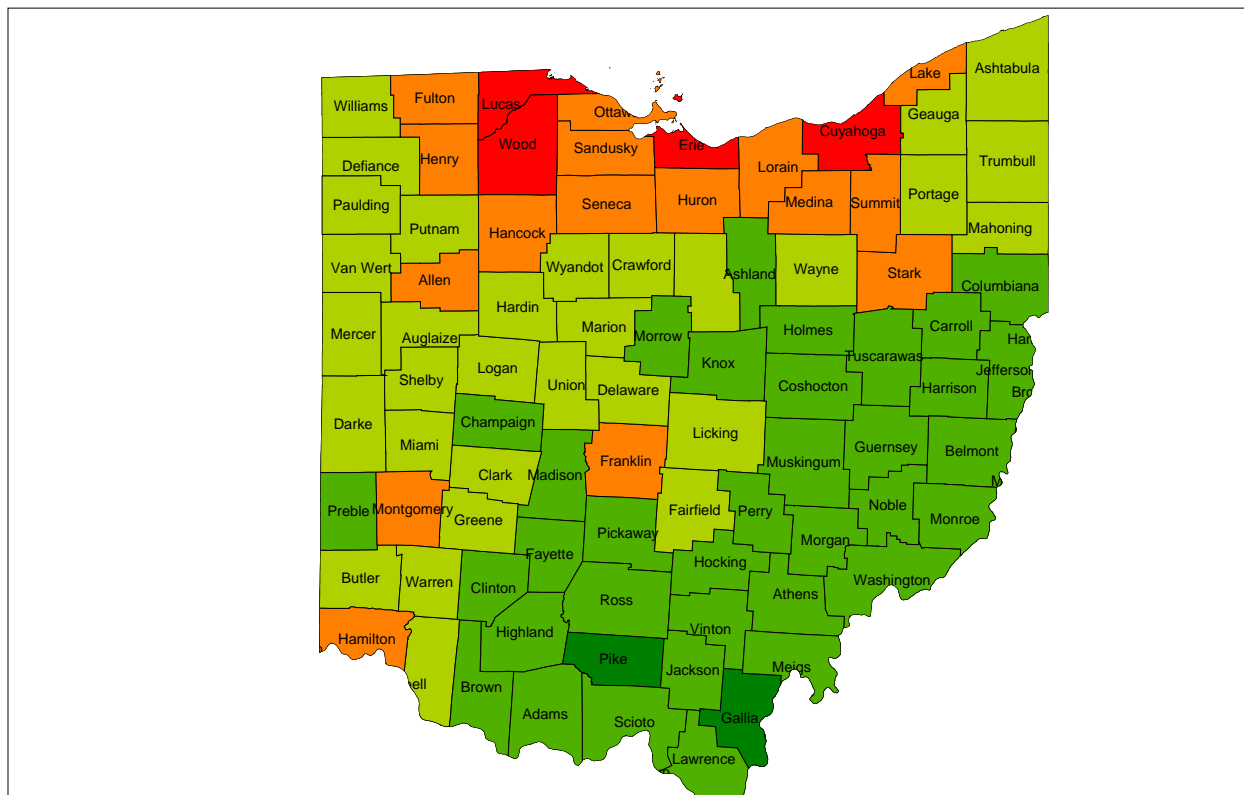 Lake
Ashtabula
Fulton
Williams
Lucas
Ottaw
Geauga
Cuyahoga
Wood
Erie
Sandusky
Henry
Trumbull
Defiance
Lorain
Portage
Huron
Medina
Summit
Seneca
Paulding
Putnam
Hancock
Mahoning
Wyandot
Crawford
Van Wert
Wayne
Ashland
Stark
Allen
Columbiana
Hardin
Marion
Carroll
Holmes
Mercer
Morrow
Auglaize
Han
Tuscarawas
Knox
Logan
Jefferson
Shelby
Union
Coshocton
Harrison
Delaware
Bro
Champaign
Darke
Licking
Miami
Guernsey
Belmont
Franklin
Muskingum
Clark
Madison
M
Noble
Preble
Montgomery
Fairfield
Perry
Greene
Monroe
Pickaway
Morgan
Fayette
Hocking
Butler
Warren
Washington
Clinton
Athens
Ross
Vinton
Highland
Hamilton
Pike
Meigs
Jackson
ell
Brown
Adams
Gallia
Scioto
Lawrence